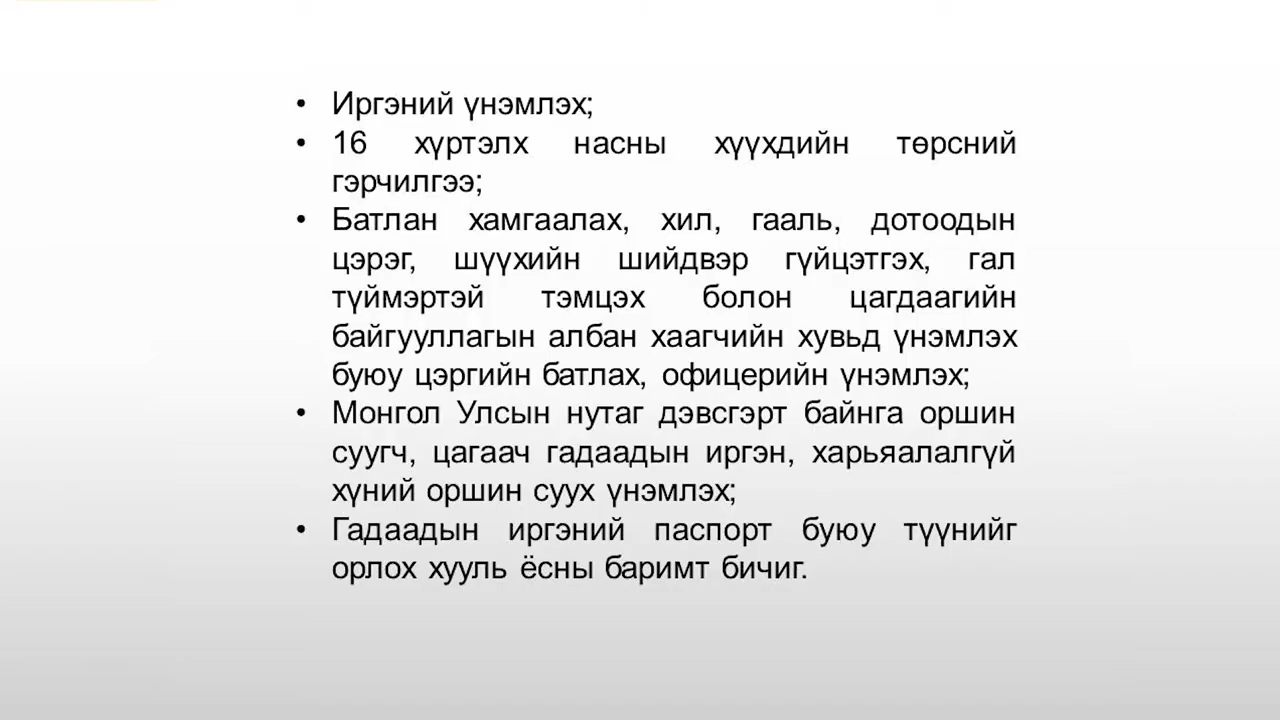 • Иргэний үнэмлэх;
• 16 хүртэлх насны хүүхдийн төрсний
гэрчилгээ;
• Батлан хамгаалах, хил, гааль, дотоодын
цэрэг, шүүхийн шийдвэр гүйцэтгэх, гал
түймэртэй тэмцэх болон цагдаагийн
байгууллагын албан хаагчийн хувьд үнэмлэх
буюу цэргийн батлах, офицерийн үнэмлэх;
• Монгол Улсын нутаг дэвсгэрт байнга оршин
суугч, цагаач гадаадын иргэн, харьяалалгүй
хүний оршин суух үнэмлэх;
• Гадаадын иргэний паспорт буюу түүнийг
орлох хууль ёсны баримт бичиг.